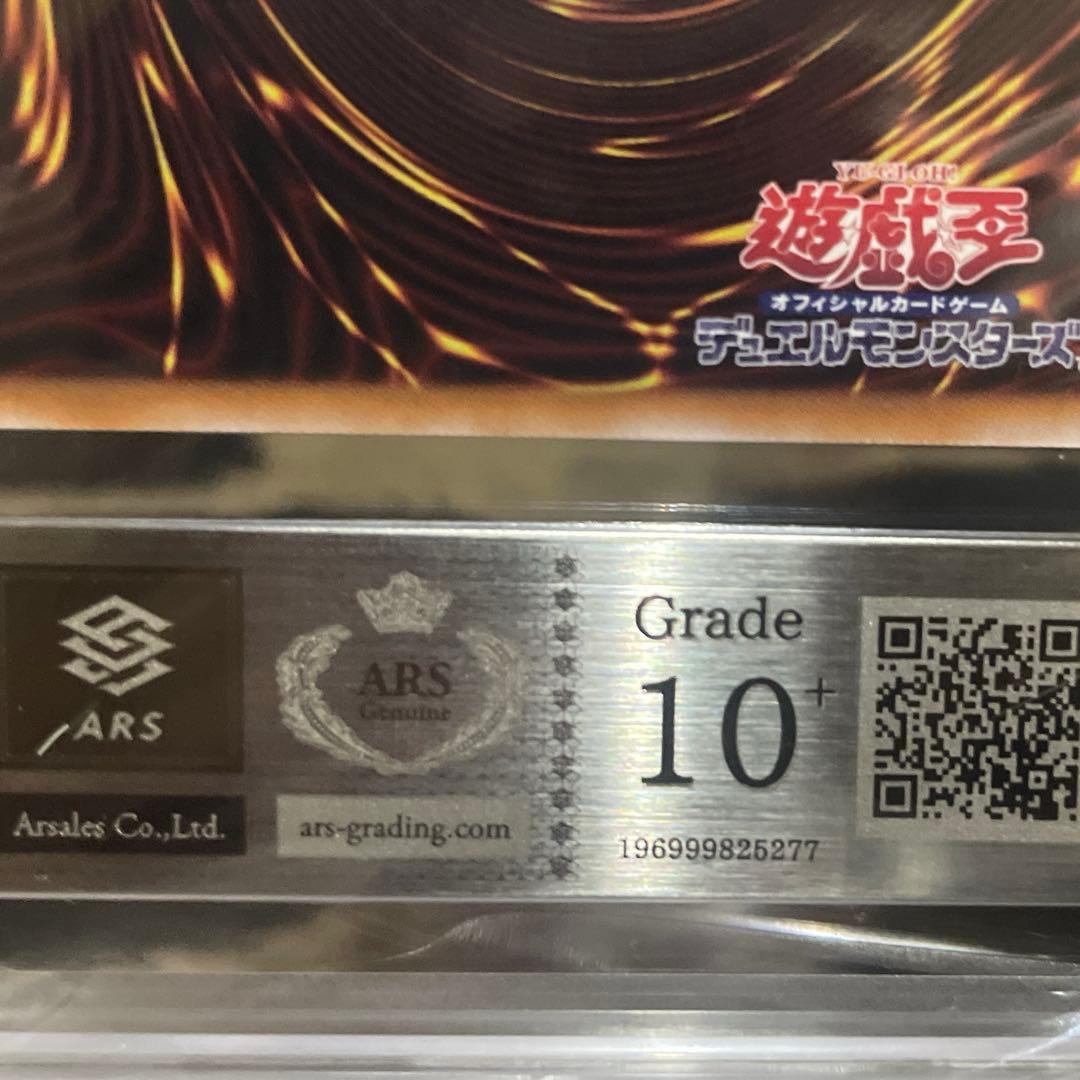 YU-GI-OH!
遊戯王
オフィシャルカードゲーム
デュエルモンスターズ
ARS
Arsales Co.,Ltd.
ARS
Genuine
ars-grading.com
Grade
10+
196999825277